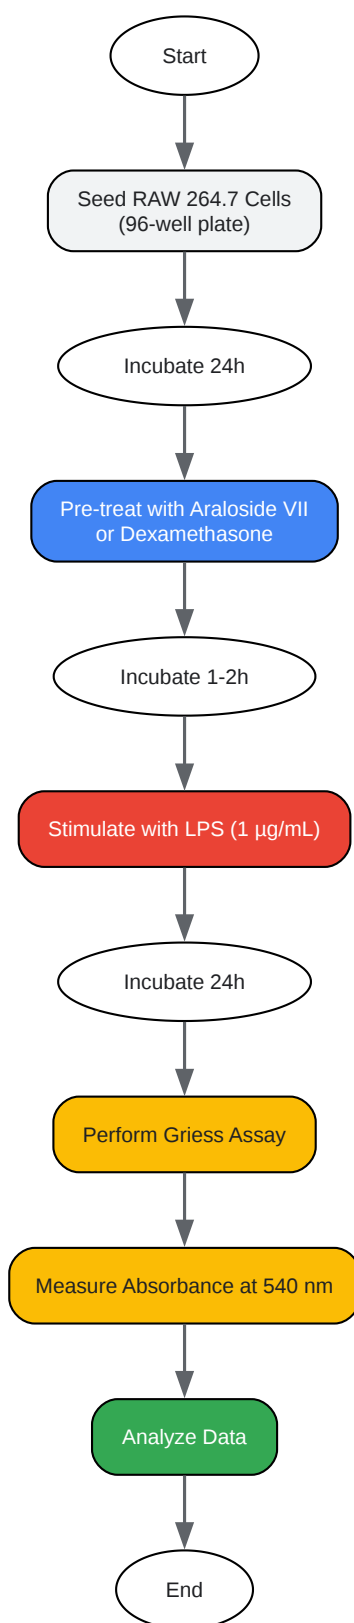 Start
Seed RAW 264.7 Cells
(96-well plate)
Incubate 24h
Pre-treat with Araloside VII
or Dexamethasone
Incubate 1-2h
Stimulate with LPS (1 µg/mL)
Incubate 24h
Perform Griess Assay
Measure Absorbance at 540 nm
Analyze Data
End